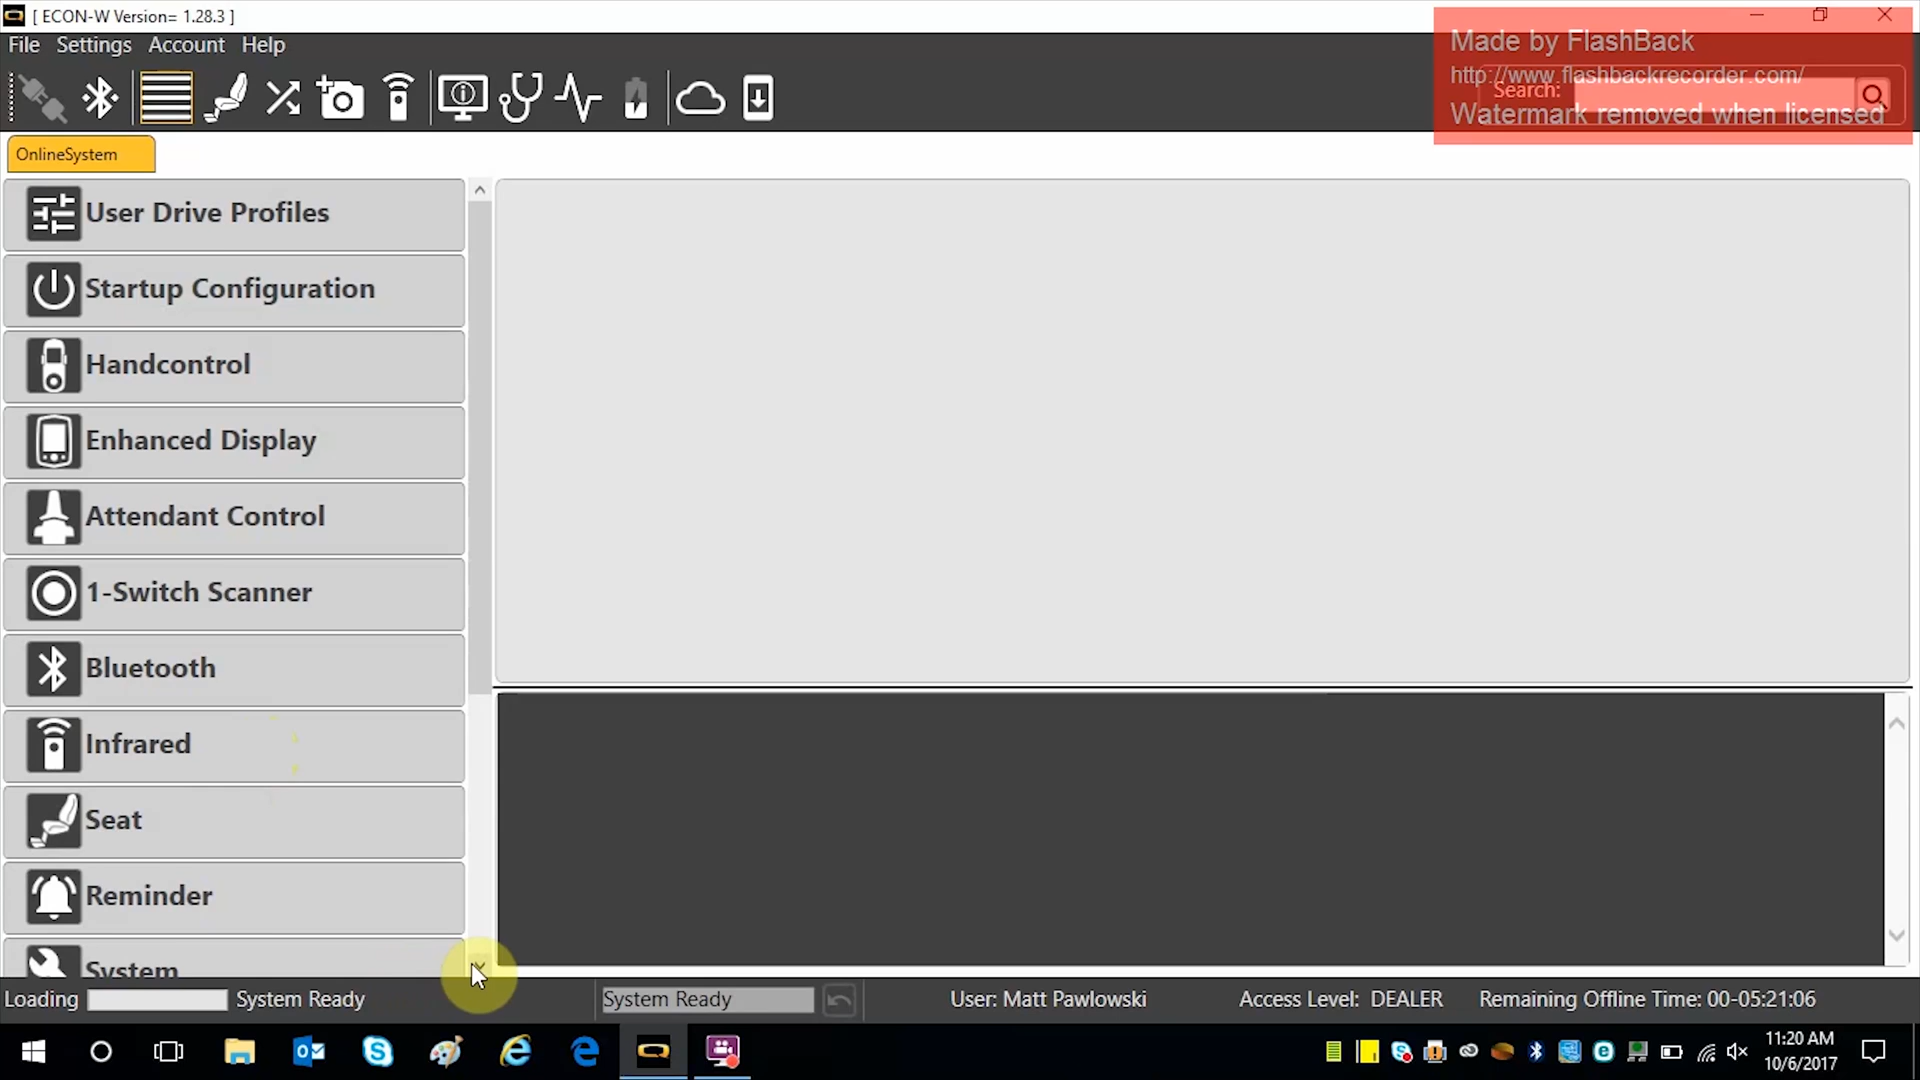 [ ECON-W Version= 1.28.3 ]
File Settings Account Help
Made by FlashBack
http://www.flashbackrecorder.com/
Search:
Watermark removed when licensed
OnlineSystem
User Drive Profiles
Startup Configuration
Handcontrol
Enhanced Display
Attendant Control
1-Switch Scanner
Bluetooth
Infrared
Seat
Reminder
System
Loading System Ready System Ready User: Matt Pawlowski Access Level: DEALER Remaining Offline Time: 00-05:21:06
11:20 AM
10/6/2017